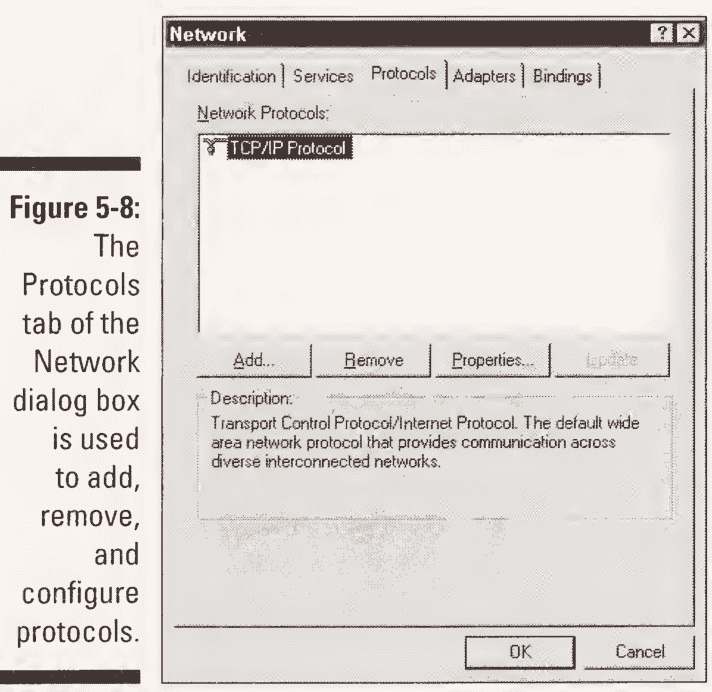 Figure 5-8:
The
Protocols
tab of the
Network
dialog box
is used
to add,
remove,
and
configure
protocols.
Network
Identification Services Protocols Adapters Bindings
Network Protocols:
TCP/IP Protocol
Add... Remove Properties... Update
Description:
Transport Control Protocol/Internet Protocol. The default wide
area network protocol that provides communication across
diverse interconnected networks.
OK Cancel